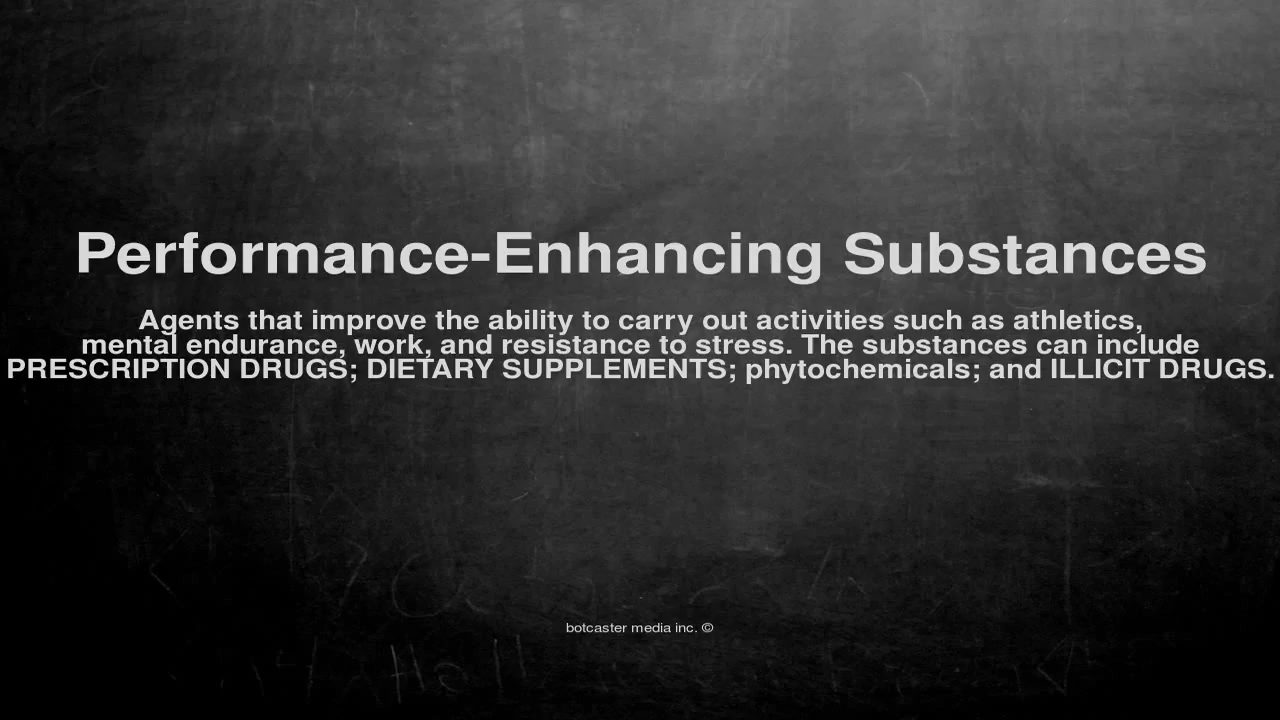 Performance-Enhancing Substances
Agents that improve the ability to carry out activities such as athletics,
mental endurance, work, and resistance to stress. The substances can include
PRESCRIPTION DRUGS; DIETARY SUPPLEMENTS; phytochemicals; and ILLICIT DRUGS.
botcaster media inc. ©